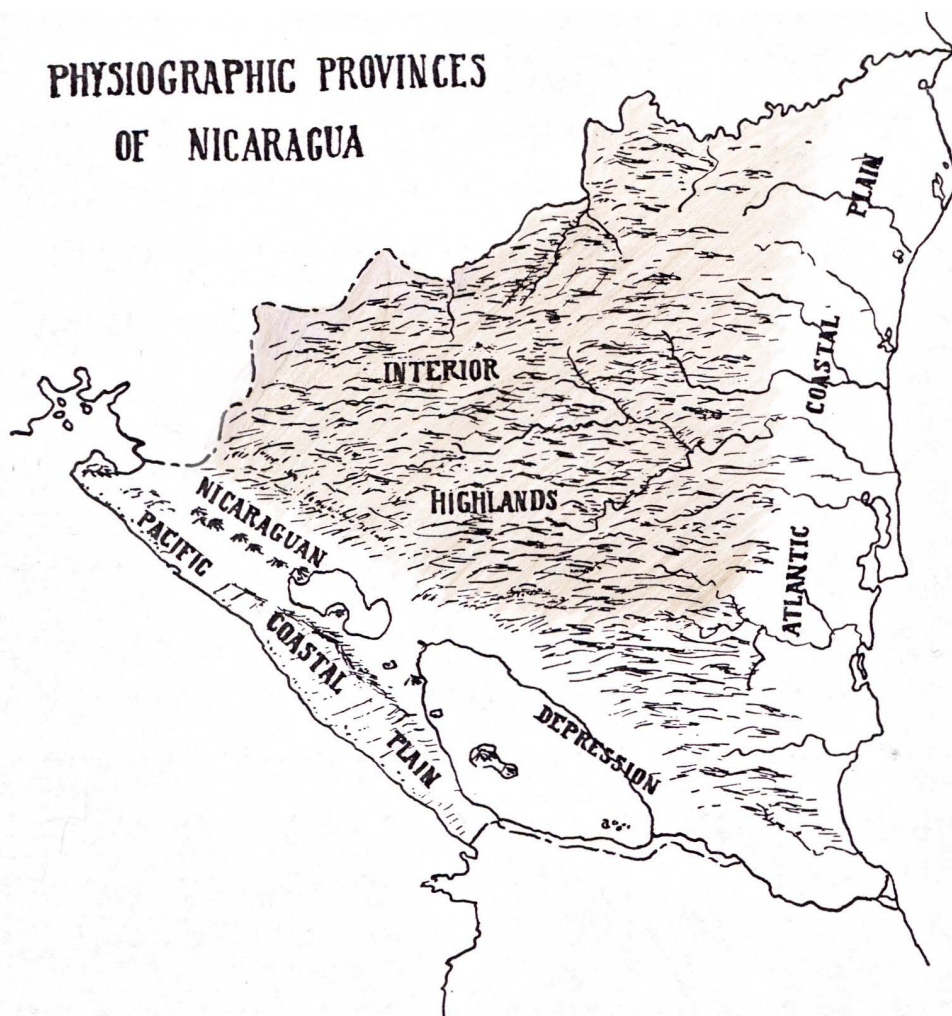 PHYSIOGRAPHIC PROVINCES
OF NICARAGUA
INTERIOR
HIGHLANDS
NICARAGUAN
DEPRESSION
PACIFIC
COASTAL
PLAIN
ATLANTIC
COASTAL
PLAIN